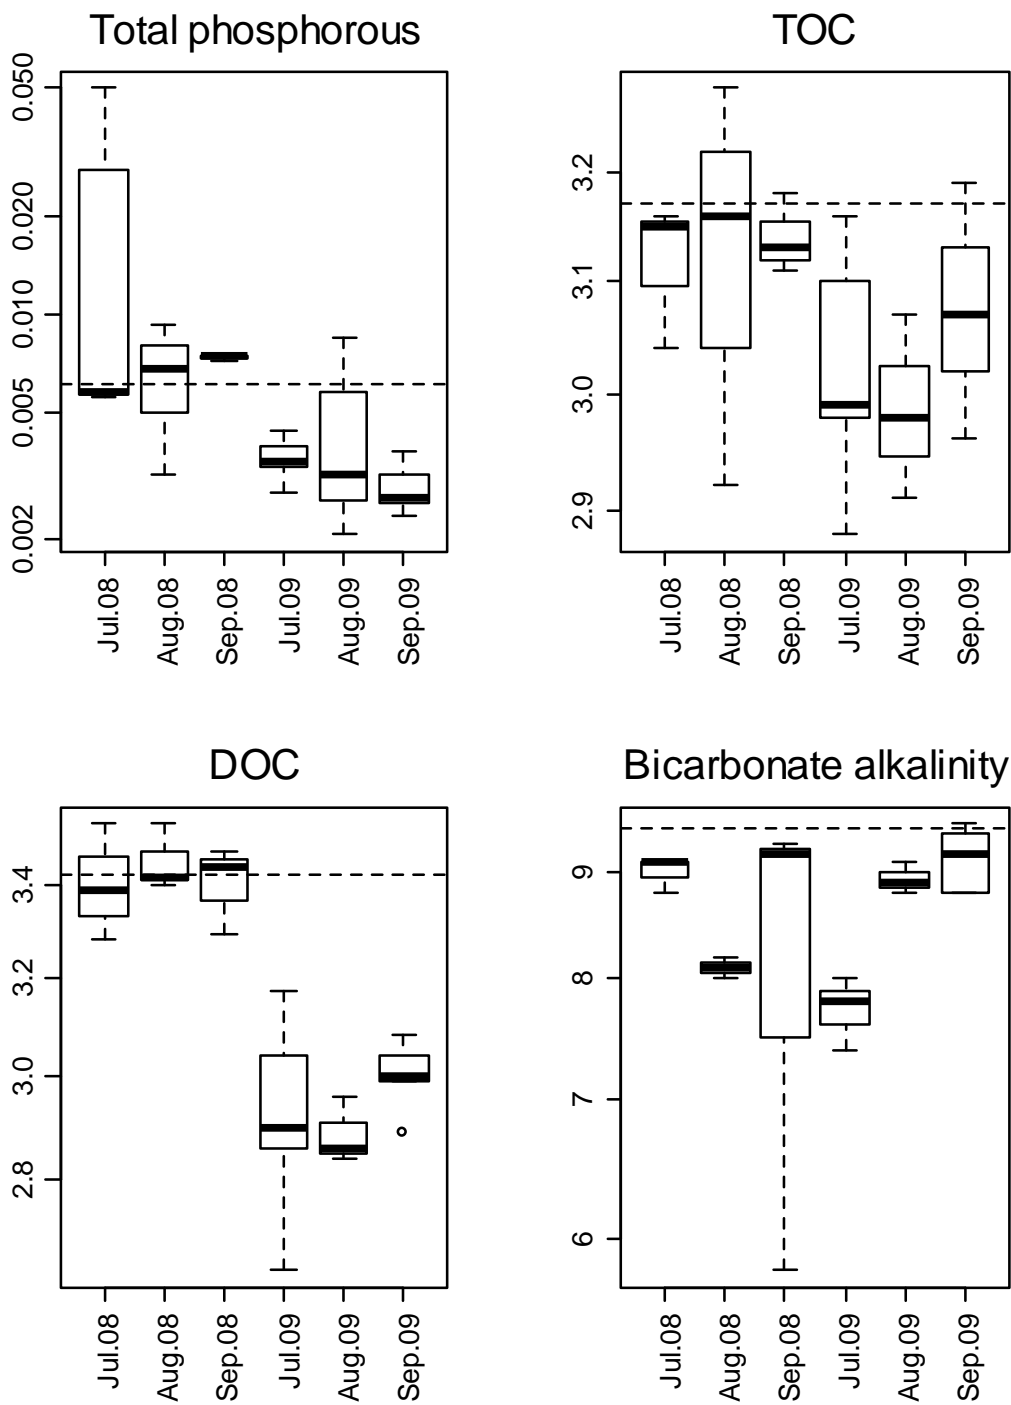 Total phosphorous
0.050
0.020
0.010
0.005
0.002
Jul.08
Aug.08
Sep.08
Jul.09
Aug.09
Sep.09
TOC
3.2
3.1
3.0
2.9
Jul.08
Aug.08
Sep.08
Jul.09
Aug.09
Sep.09
DOC
3.4
3.2
3.0
2.8
Jul.08
Aug.08
Sep.08
Jul.09
Aug.09
Sep.09
Bicarbonate alkalinity
9
8
7
6
Jul.08
Aug.08
Sep.08
Jul.09
Aug.09
Sep.09